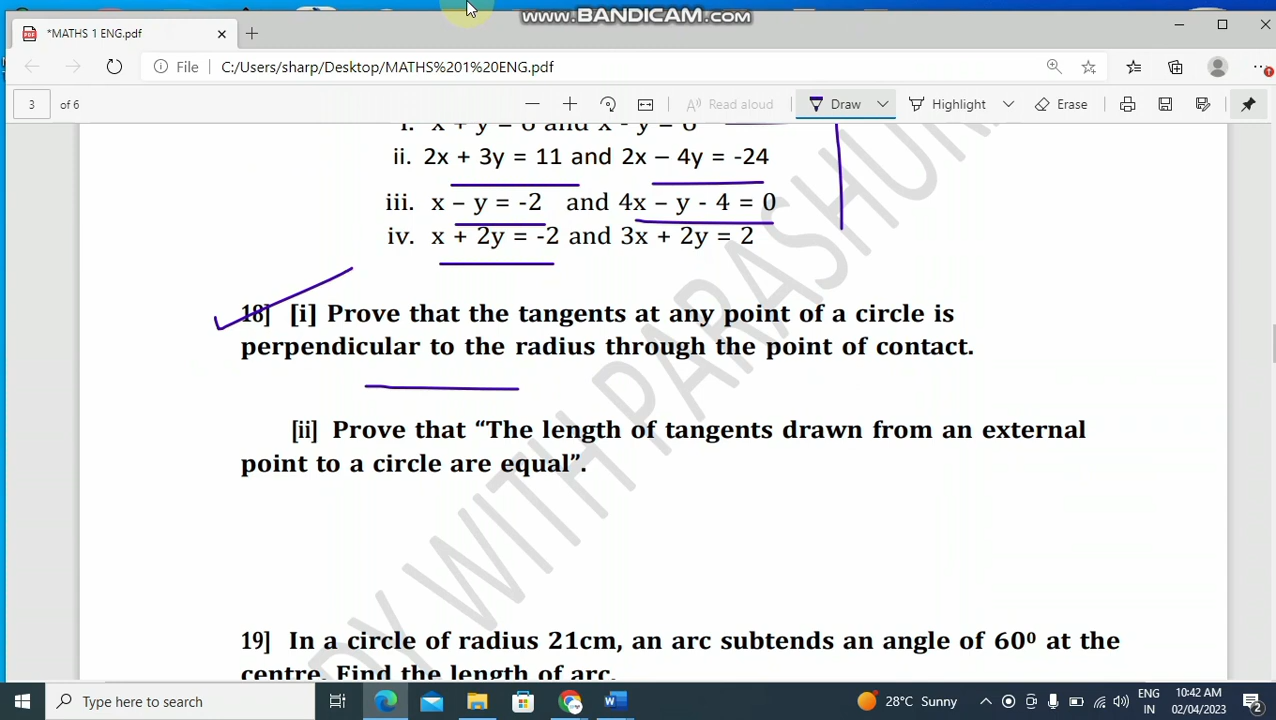 www.BANDICAM.com
*MATHS 1 ENG.pdf
File C:/Users/sharp/Desktop/MATHS%201%20ENG.pdf
3 of 6 Read aloud Draw Highlight Erase
ii. 2x + 3y = 11 and 2x – 4y = -24
iii. x – y = -2 and 4x – y - 4 = 0
iv. x + 2y = -2 and 3x + 2y = 2
18] [i] Prove that the tangents at any point of a circle is
perpendicular to the radius through the point of contact.
[ii] Prove that “The length of tangents drawn from an external
point to a circle are equal”.
19] In a circle of radius 21cm, an arc subtends an angle of 60⁰ at the
centre. Find the length of arc.
WITH PARASHU
Type here to search
28°C Sunny
ENG
IN
10:42 AM
02/04/2023
2